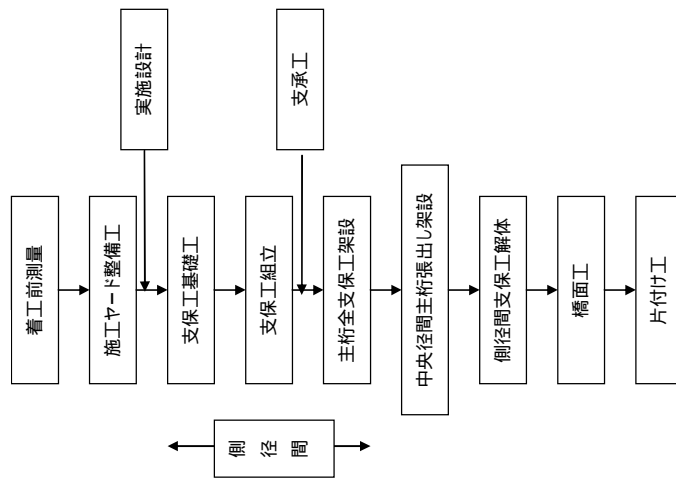 着工前測量
施工ヤード整備工
実施設計
支保工基礎工
支保工組立
支承工
主桁全支保工架設
中央径間主桁張出し架設
側径間支保工解体
橋面工
片付け工
側径間